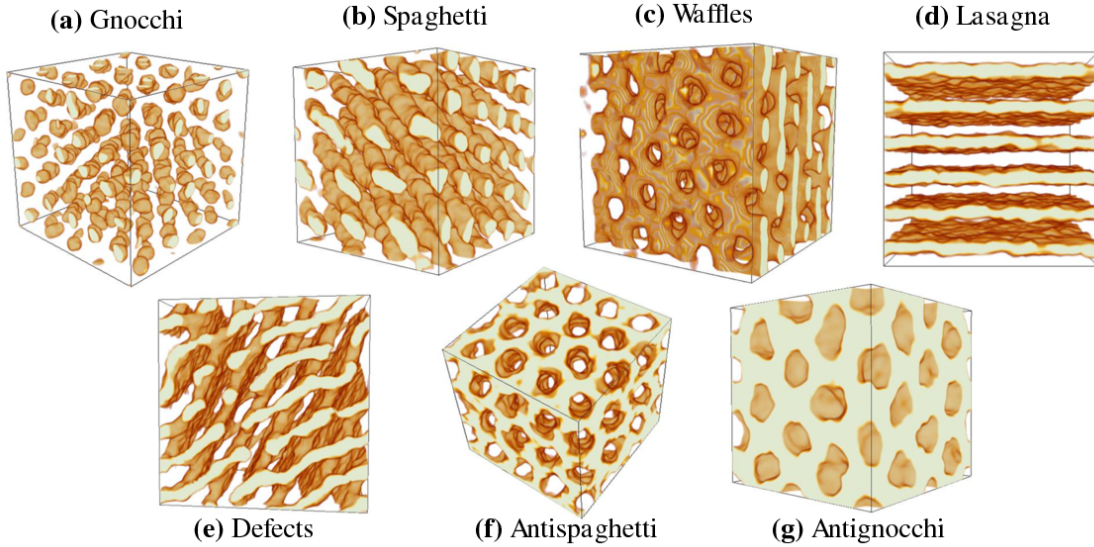 (a) Gnocchi
(b) Spaghetti
(c) Waffles
(d) Lasagna
(e) Defects
(f) Antispaghetti
(g) Antignocchi